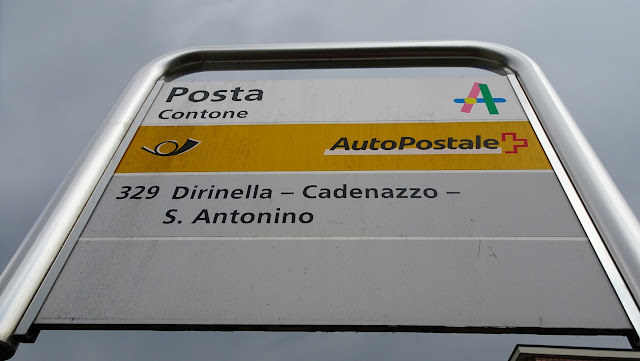 Posta
Contone
AutoPostale
329 Dirinella – Cadenazzo –
S. Antonino